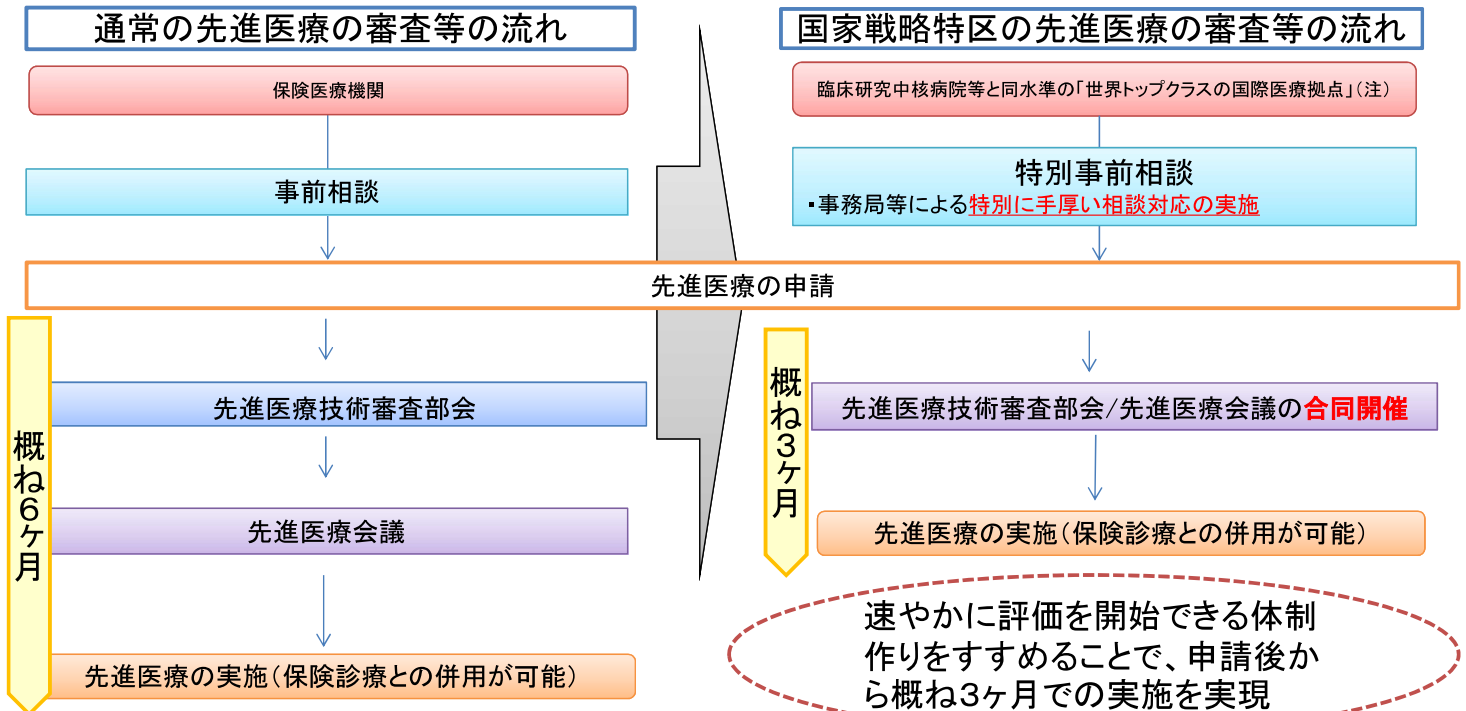 通常の先進医療の審査等の流れ
保険医療機関
事前相談
国家戦略特区の先進医療の審査等の流れ
臨床研究中核病院等と同水準の「世界トップクラスの国際医療拠点」(注)
特別事前相談
・事務局等による特別に手厚い相談対応の実施
先進医療の申請
概ね6ヶ月
先進医療技術審査部会
先進医療会議
先進医療の実施(保険診療との併用が可能)
概ね3ヶ月
先進医療技術審査部会/先進医療会議の合同開催
先進医療の実施(保険診療との併用が可能)
速やかに評価を開始できる体制
作りをすすめることで、申請後か
ら概ね3ヶ月での実施を実現